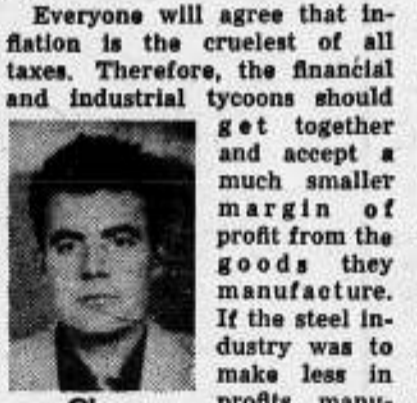 Everyone will agree that in-
flation is the cruelest of all
taxes. Therefore, the financial
and industrial tycoons should
get together
and accept a
much smaller
margin of
profit from the
goods they
manufacture.
If the steel in-
dustry was to
make less in
profits manu-